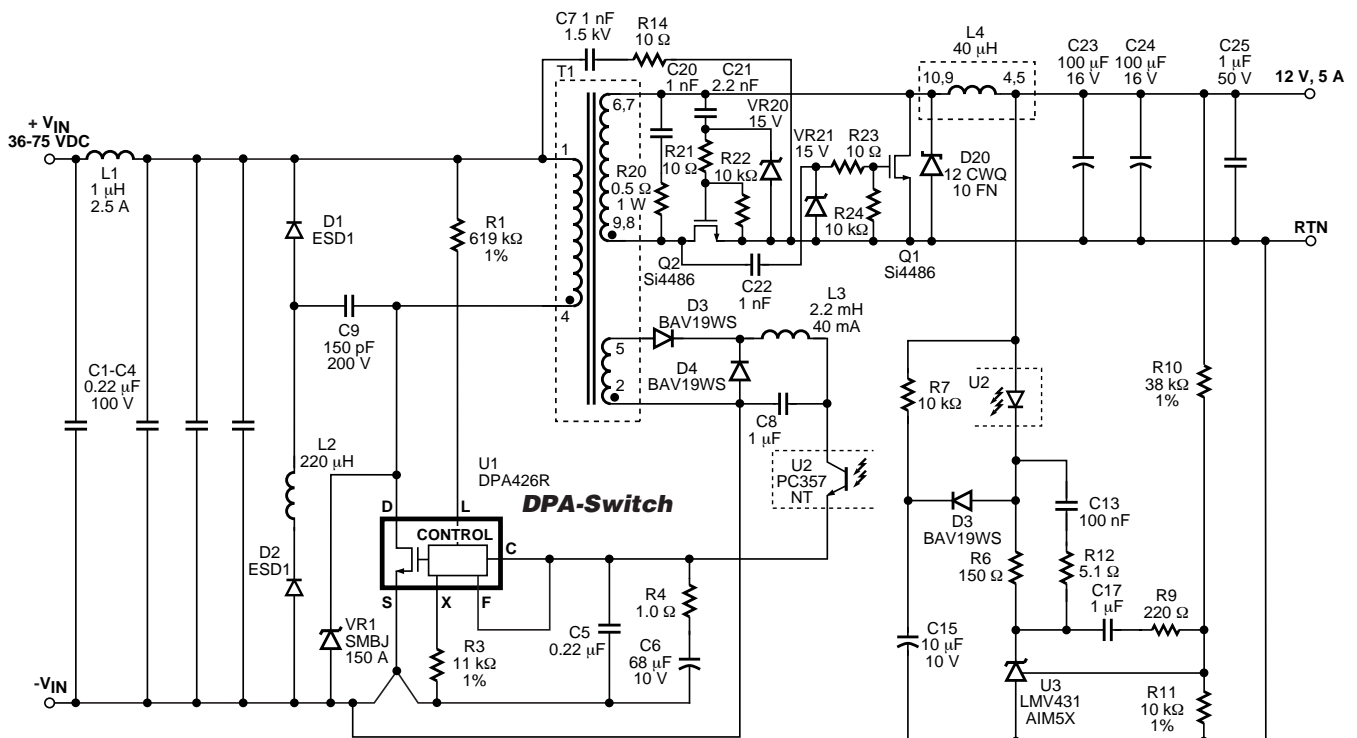 C7 1 nF
1.5 kV
R14
10 Ω
L4
40 µH
T1
C20
1 nF
C21
2.2 nF
10,9
4,5
C23
100 µF
16 V
C24
100 µF
16 V
C25
1 µF
50 V
12 V, 5 A
6,7
VR20
15 V
+ VIN
36-75 VDC
L1
1 µH
2.5 A
1
R21
10 Ω
R22
10 kΩ
VR21
15 V
R23
10 Ω
D20
12 CWQ
10 FN
R20
0.5 Ω
1 W
R24
10 kΩ
D1
ESD1
R1
619 kΩ
1%
9,8
RTN
Q2
Si4486
C22
1 nF
Q1
Si4486
4
C9
150 pF
200 V
D3
BAV19WS
L3
2.2 mH
40 mA
5
2
D4
BAV19WS
C1-C4
0.22 µF
100 V
C8
1 µF
R7
10 kΩ
U2
R10
38 kΩ
1%
L2
220 µH
U1
DPA426R
DPA-Switch
U2
PC357
NT
D
L
CONTROL
C
S
X
F
D3
BAV19WS
C13
100 nF
D2
ESD1
R6
150 Ω
R12
5.1 Ω
C17
1 µF
R9
220 Ω
VR1
SMBJ
150 A
R3
11 kΩ
1%
C5
0.22 µF
R4
1.0 Ω
C6
68 µF
10 V
C15
10 µF
10 V
-VIN
U3
LMV431
AIM5X
R11
10 kΩ
1%